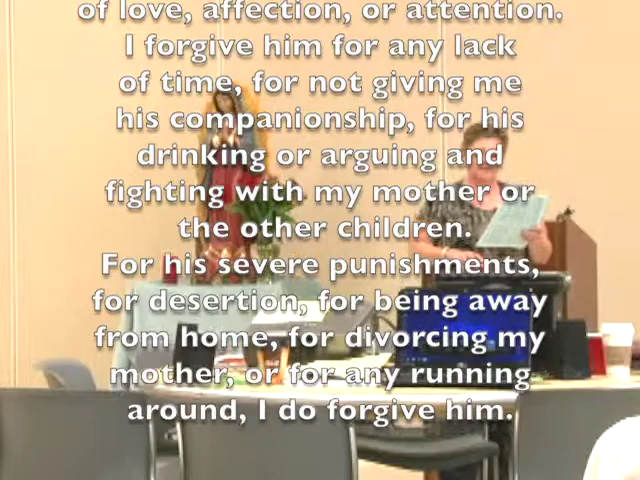 of love, affection, or attention.
I forgive him for any lack
of time, for not giving me
his companionship, for his
drinking or arguing and
fighting with my mother or
the other children.
For his severe punishments,
for desertion, for being away
from home, for divorcing my
mother, or for any running
around, I do forgive him.